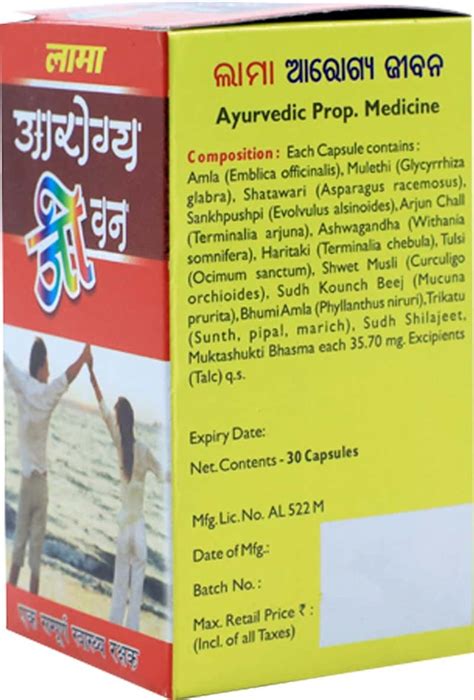 लामा
आरोग्य
जीवन
एक सम्पूर्ण स्वास्थ्य रक्षक
ଲାମା ଆରୋଗ୍ୟ ଜୀବନ
Ayurvedic Prop. Medicine
Composition : Each Capsule contains :
Amla (Emblica officinalis), Mulethi (Glycyrrhiza
glabra), Shatawari (Asparagus racemosus),
Sankhpushpi (Evolvulus alsinoides), Arjun Chall
(Terminalia arjuna), Ashwagandha (Withania
somnifera), Haritaki (Terminalia chebula), Tulsi
(Ocimum sanctum), Shwet Musli (Curculigo
orchioides), Sudh Kounch Beej (Mucuna
prurita), Bhumi Amla (Phyllanthus niruri), Trikatu
(Sunth, pipal, marich), Sudh Shilajeet,
Muktashukti Bhasma each 35.70 mg. Excipients
(Talc) q.s.
Expiry Date:
Net. Contents - 30 Capsules
Mfg. Lic. No. AL 522 M
Date of Mfg.:
Batch No. :
Max. Retail Price ₹ :
(Incl. of all Taxes)